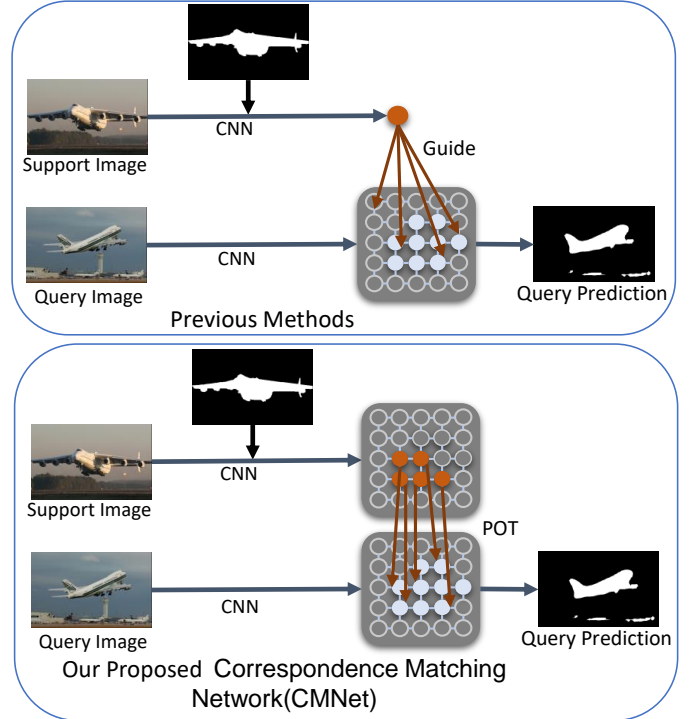 CNN
Support Image
Guide
CNN
Query Image
Query Prediction
Previous Methods
CNN
Support Image
POT
CNN
Query Image
Query Prediction
Our Proposed Correspondence Matching
Network(CMNet)